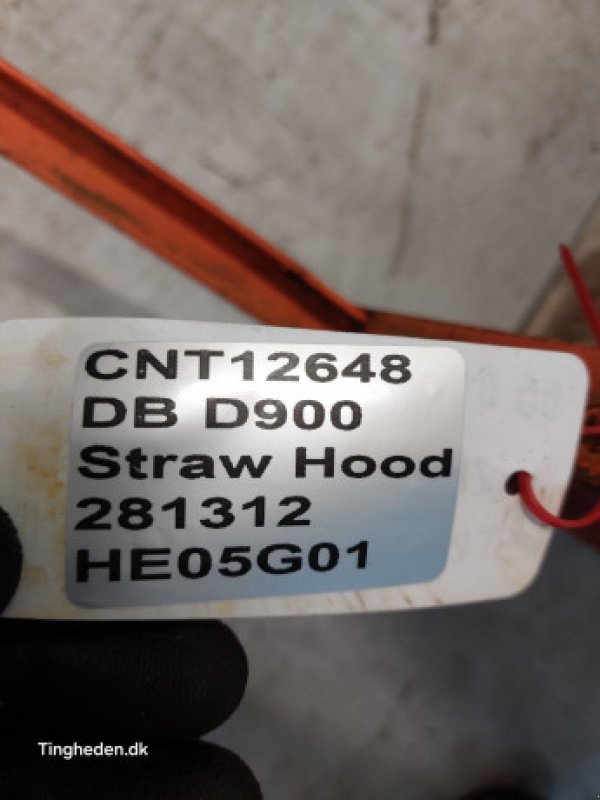 CNT12648
DB D900
Straw Hood
281312
HE05G01
Tingheden.dk